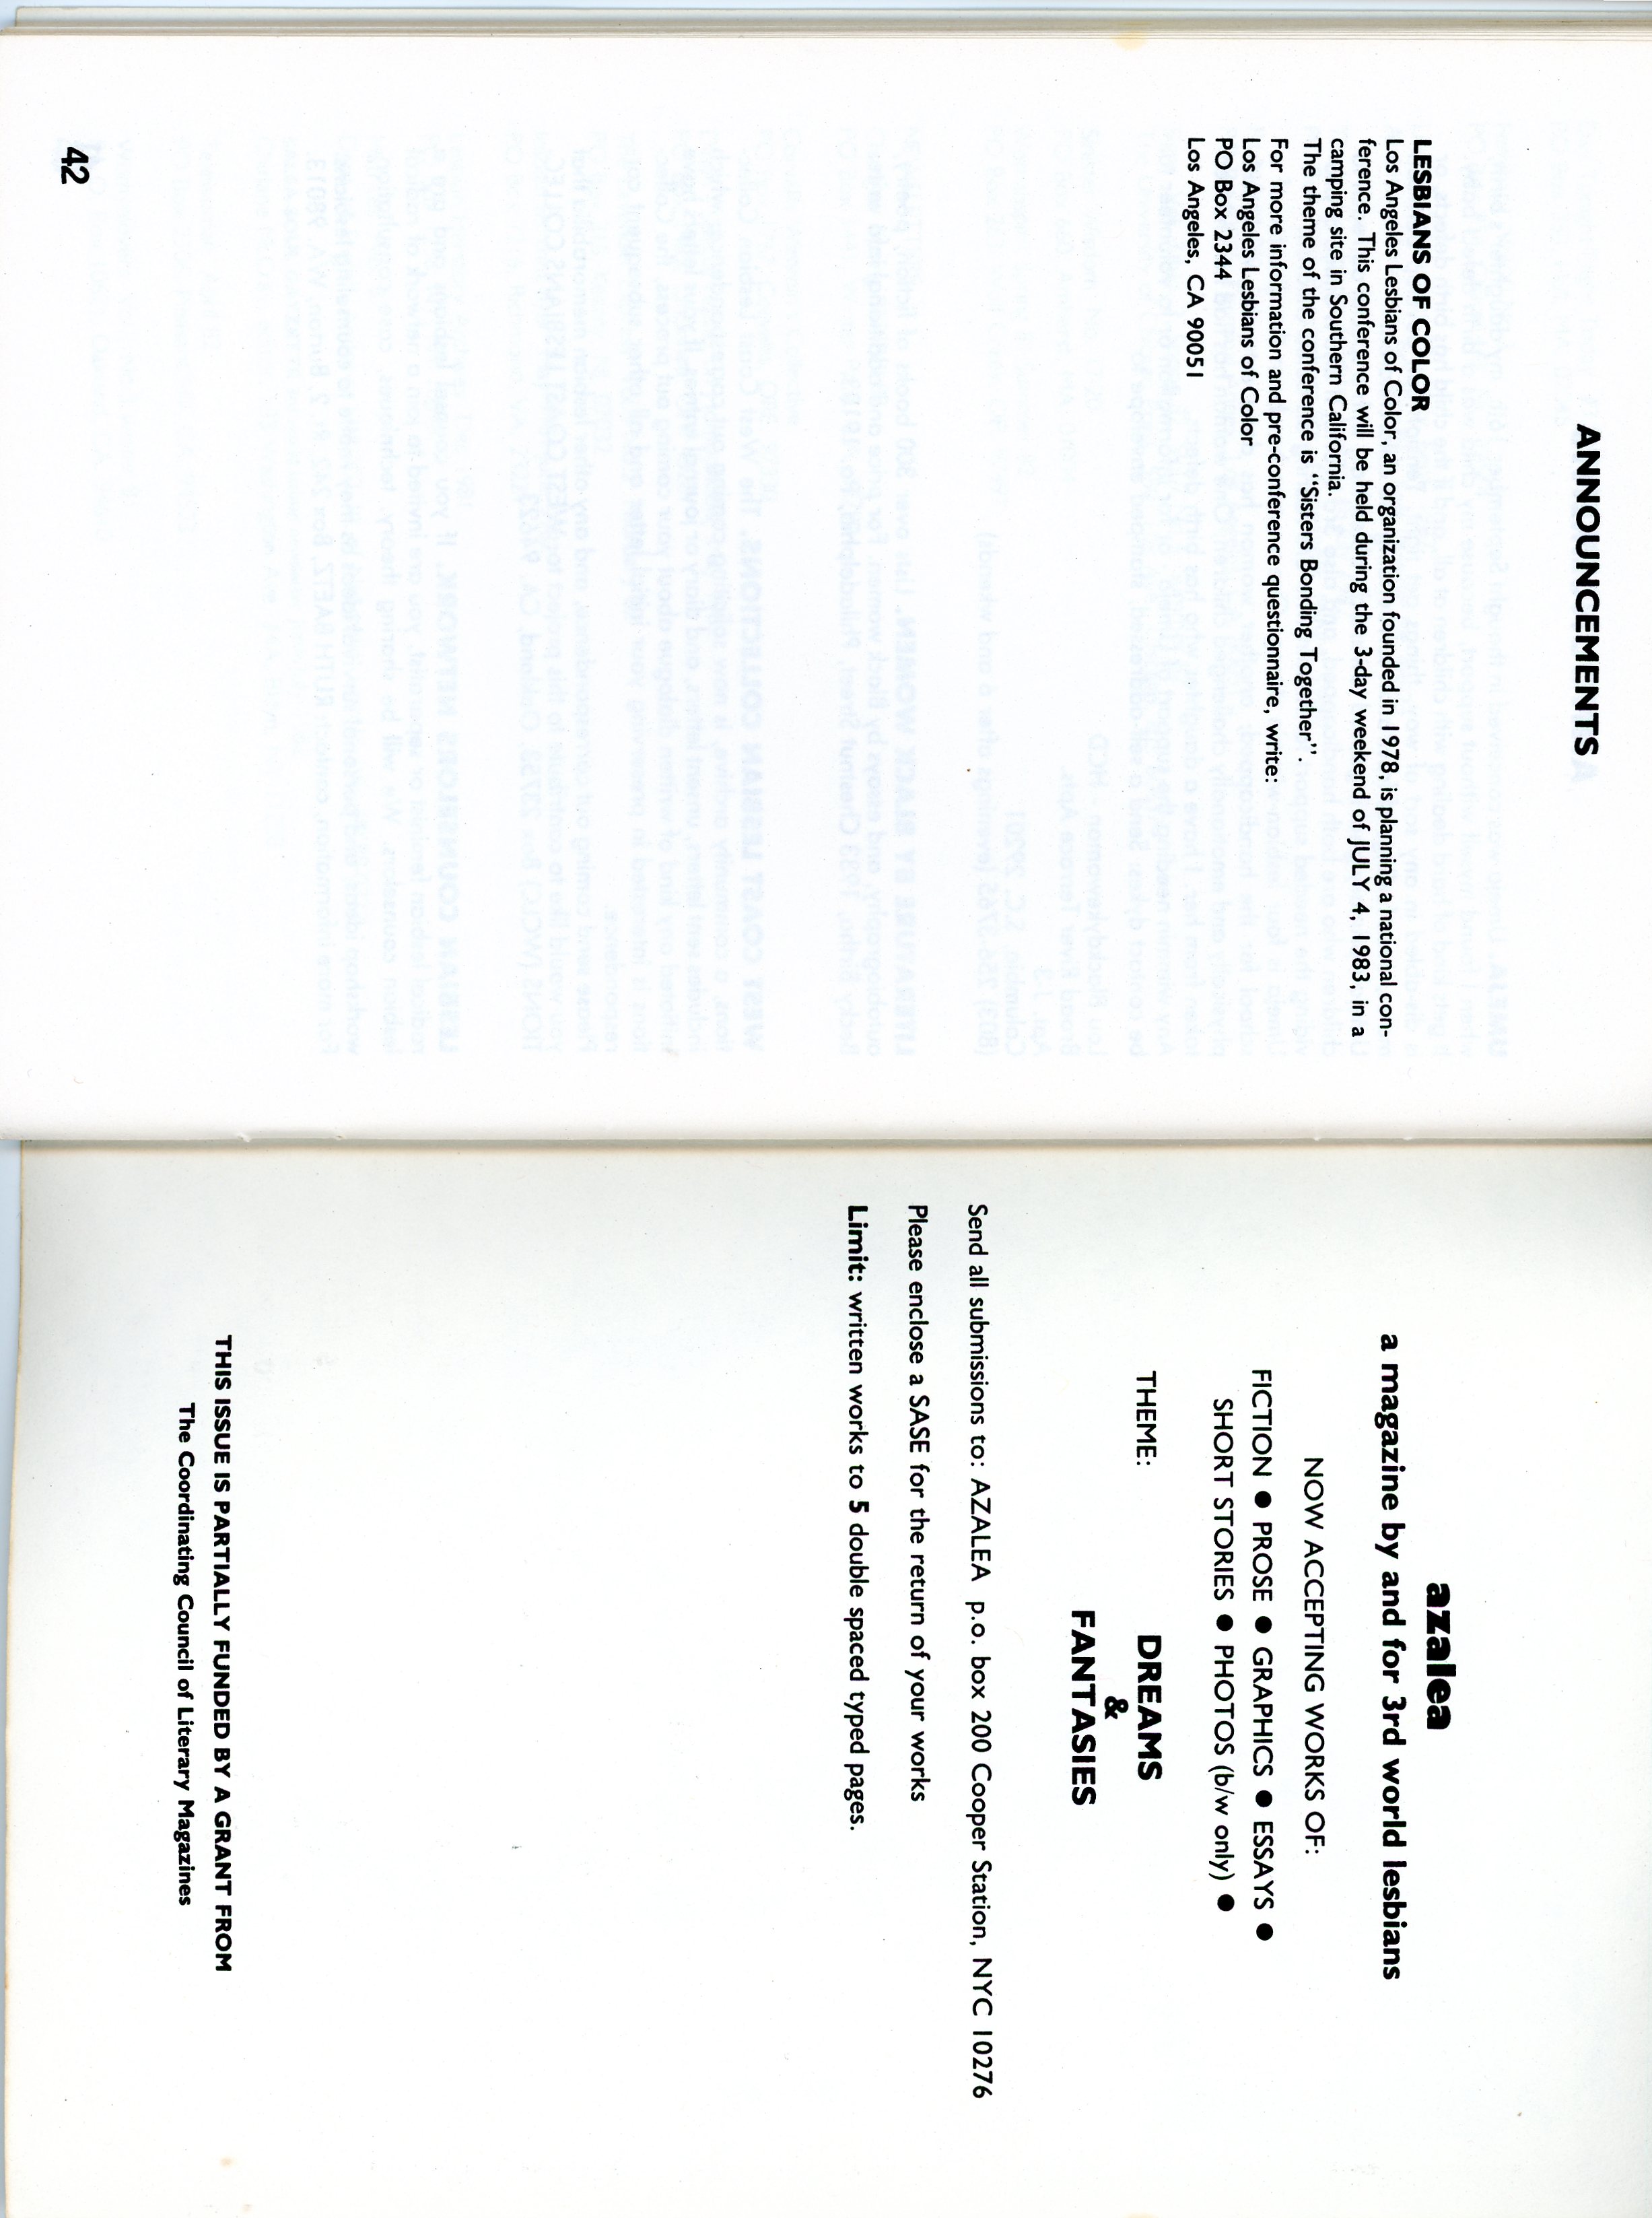 ANNOUNCEMENTS
LESBIANS OF COLOR
Los Angeles Lesbians of Color, an organization founded in 1978, is planning a national con-
ference. This conference will be held during the 3-day weekend of JULY 4, 1983, in a
camping site in Southern California.
The theme of the conference is "Sisters Bonding Together".
For more information and pre-conference questionnaire, write:
Los Angeles Lesbians of Color
PO Box 2344
Los Angeles, CA 90051
42
azalea
a magazine by and for 3rd world lesbians
NOW ACCEPTING WORKS OF:
FICTION ● PROSE ● GRAPHICS ● ESSAYS ●
SHORT STORIES ● PHOTOS (b/w only) ●
THEME: DREAMS
&
FANTASIES
Send all submissions to: AZALEA p.o. box 200 Cooper Station, NYC 10276
Please enclose a SASE for the return of your works
Limit: written works to 5 double spaced typed pages.
THIS ISSUE IS PARTIALLY FUNDED BY A GRANT FROM
The Coordinating Council of Literary Magazines